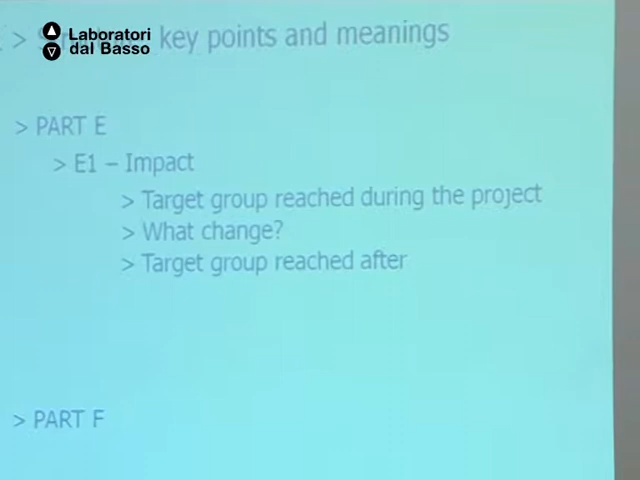 Laboratori
dal Basso
> key points and meanings
> PART E
> E1 – Impact
> Target group reached during the project
> What change?
> Target group reached after
> PART F